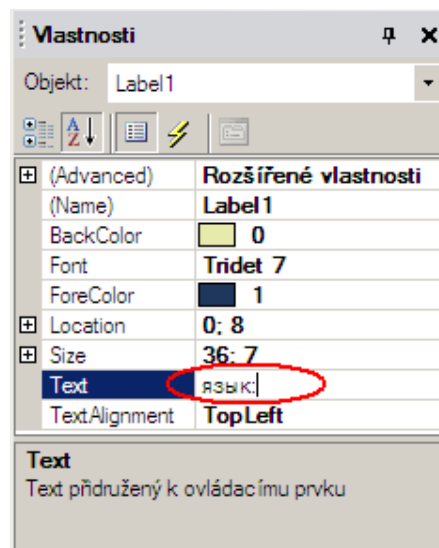 Vlastnosti
Objekt: Label1
(Advanced) Rozšířené vlastnosti
(Name) Label1
BackColor 0
Font Tridet 7
ForeColor 1
Location 0; 8
Size 36; 7
Text язык:
TextAlignment TopLeft
Text
Text přidružený k ovládacímu prvku